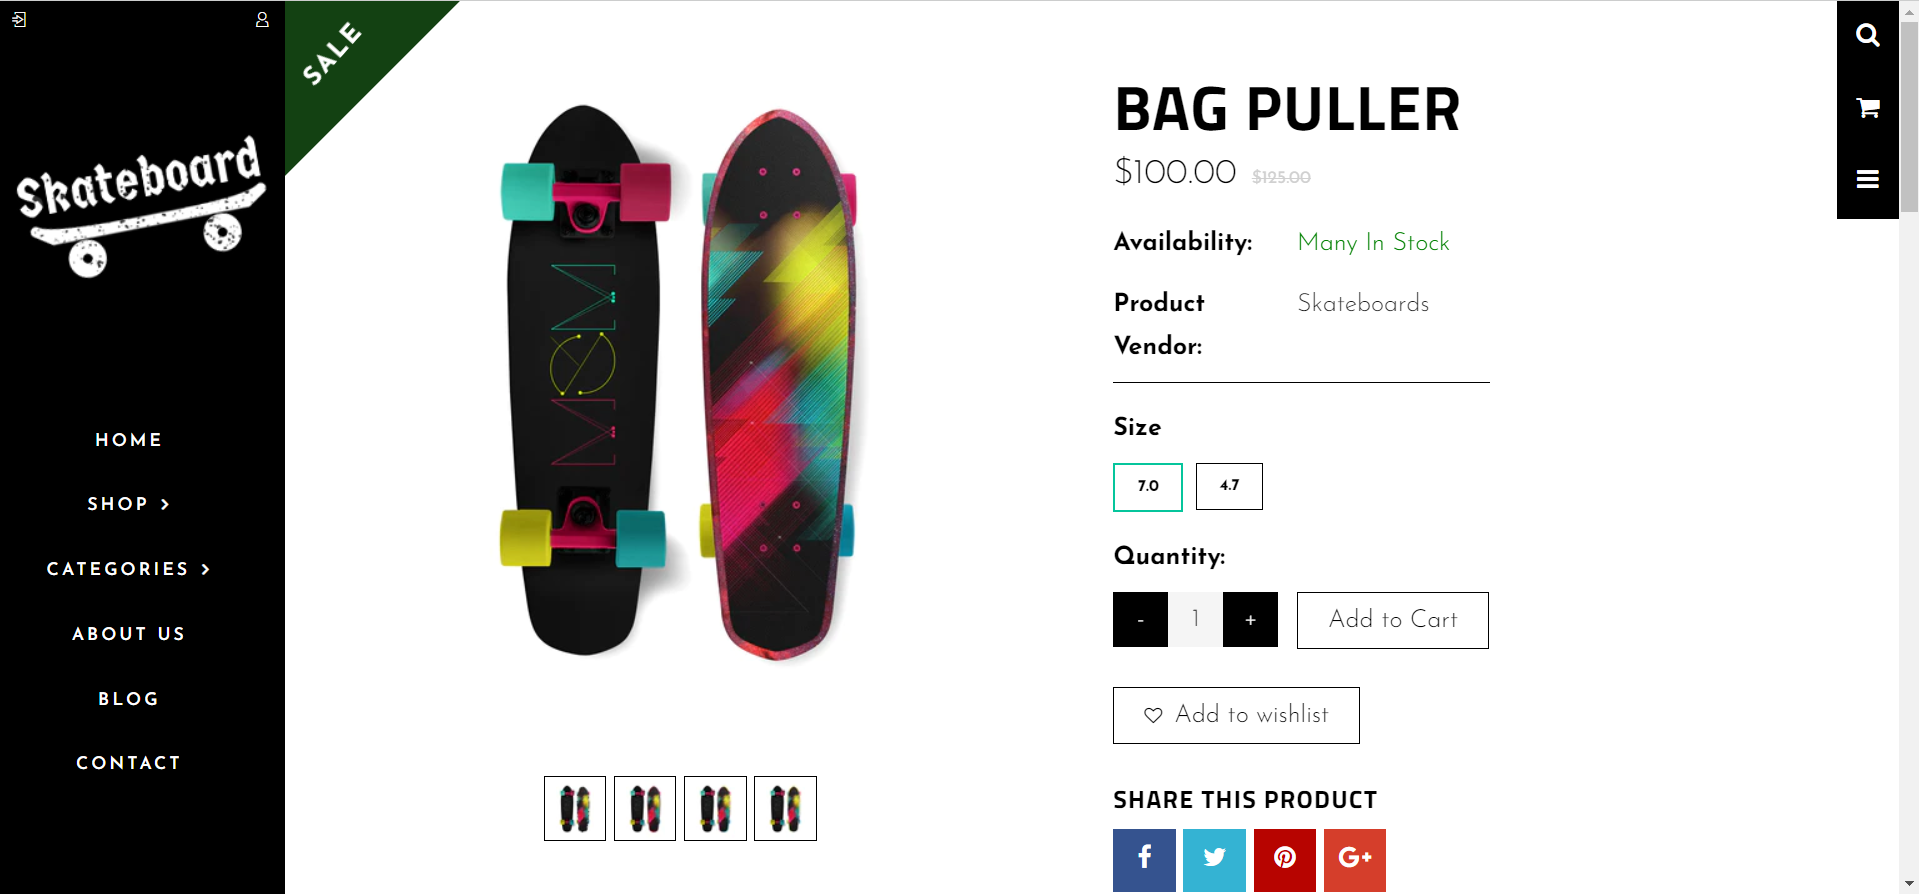 Skateboard
HOME
SHOP
CATEGORIES
ABOUT US
BLOG
CONTACT
SALE
MOM
BAG PULLER
$100.00 $125.00
Availability: Many In Stock
Product Vendor: Skateboards
Size
7.0 4.7
Quantity:
- 1 + Add to Cart
Add to wishlist
SHARE THIS PRODUCT
f G+